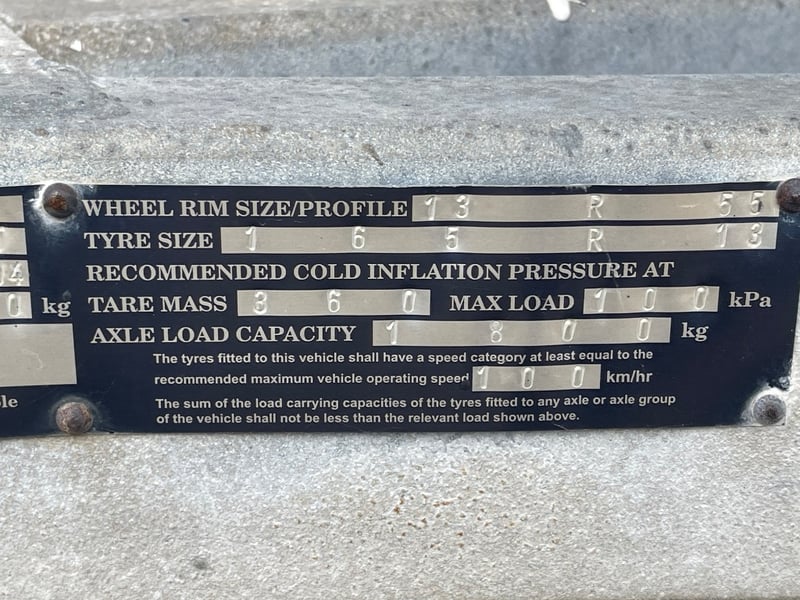 WHEEL RIM SIZE/PROFILE 13 R 55
TYRE SIZE 165 R 13
RECOMMENDED COLD INFLATION PRESSURE AT
kg TARE MASS 360 MAX LOAD 100 kPa
AXLE LOAD CAPACITY 1800 kg
The tyres fitted to this vehicle shall have a speed category at least equal to the
recommended maximum vehicle operating speed 100 km/hr
The sum of the load carrying capacities of the tyres fitted to any axle or axle group
of the vehicle shall not be less than the relevant load shown above.